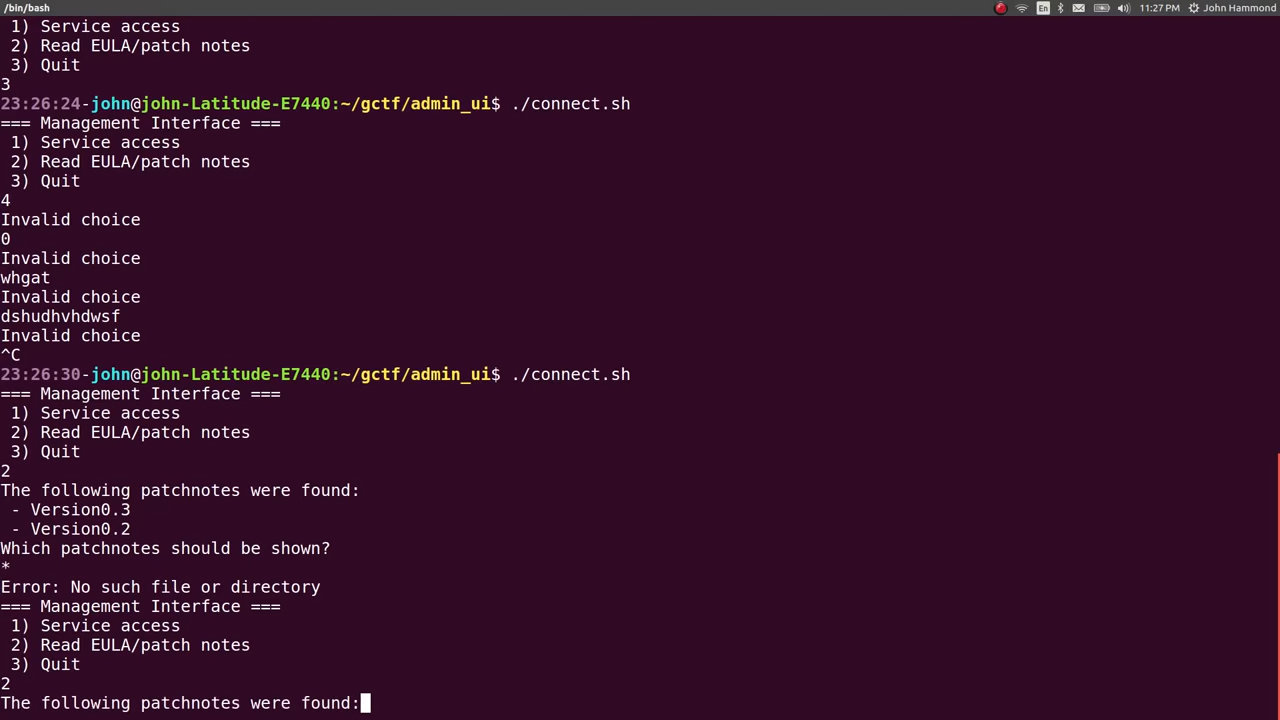 /bin/bash
En
11:27 PM
John Hammond
1) Service access
2) Read EULA/patch notes
3) Quit
3
23:26:24-john@john-Latitude-E7440:~/gctf/admin_ui$ ./connect.sh
=== Management Interface ===
1) Service access
2) Read EULA/patch notes
3) Quit
4
Invalid choice
0
Invalid choice
whgat
Invalid choice
dshudhvhdwsf
Invalid choice
^C
23:26:30-john@john-Latitude-E7440:~/gctf/admin_ui$ ./connect.sh
=== Management Interface ===
1) Service access
2) Read EULA/patch notes
3) Quit
2
The following patchnotes were found:
- Version0.3
- Version0.2
Which patchnotes should be shown?
*
Error: No such file or directory
=== Management Interface ===
1) Service access
2) Read EULA/patch notes
3) Quit
2
The following patchnotes were found: